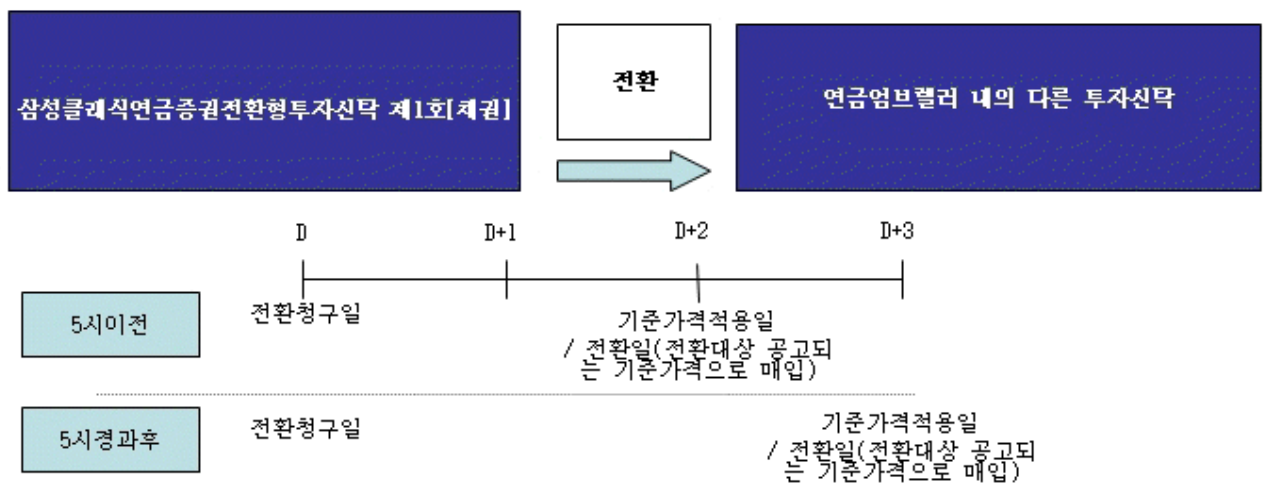 삼성클래식연금증권전환형투자신탁 제1호[채권]
전환
연금엄브렐러 내의 다른 투자신탁
D
D+1
D+2
D+3
5시이전
전환청구일
기준가격적용일
/ 전환일(전환대상 공고되
는 기준가격으로 매입)
5시경과후
전환청구일
기준가격적용일
/ 전환일(전환대상 공고되
는 기준가격으로 매입)